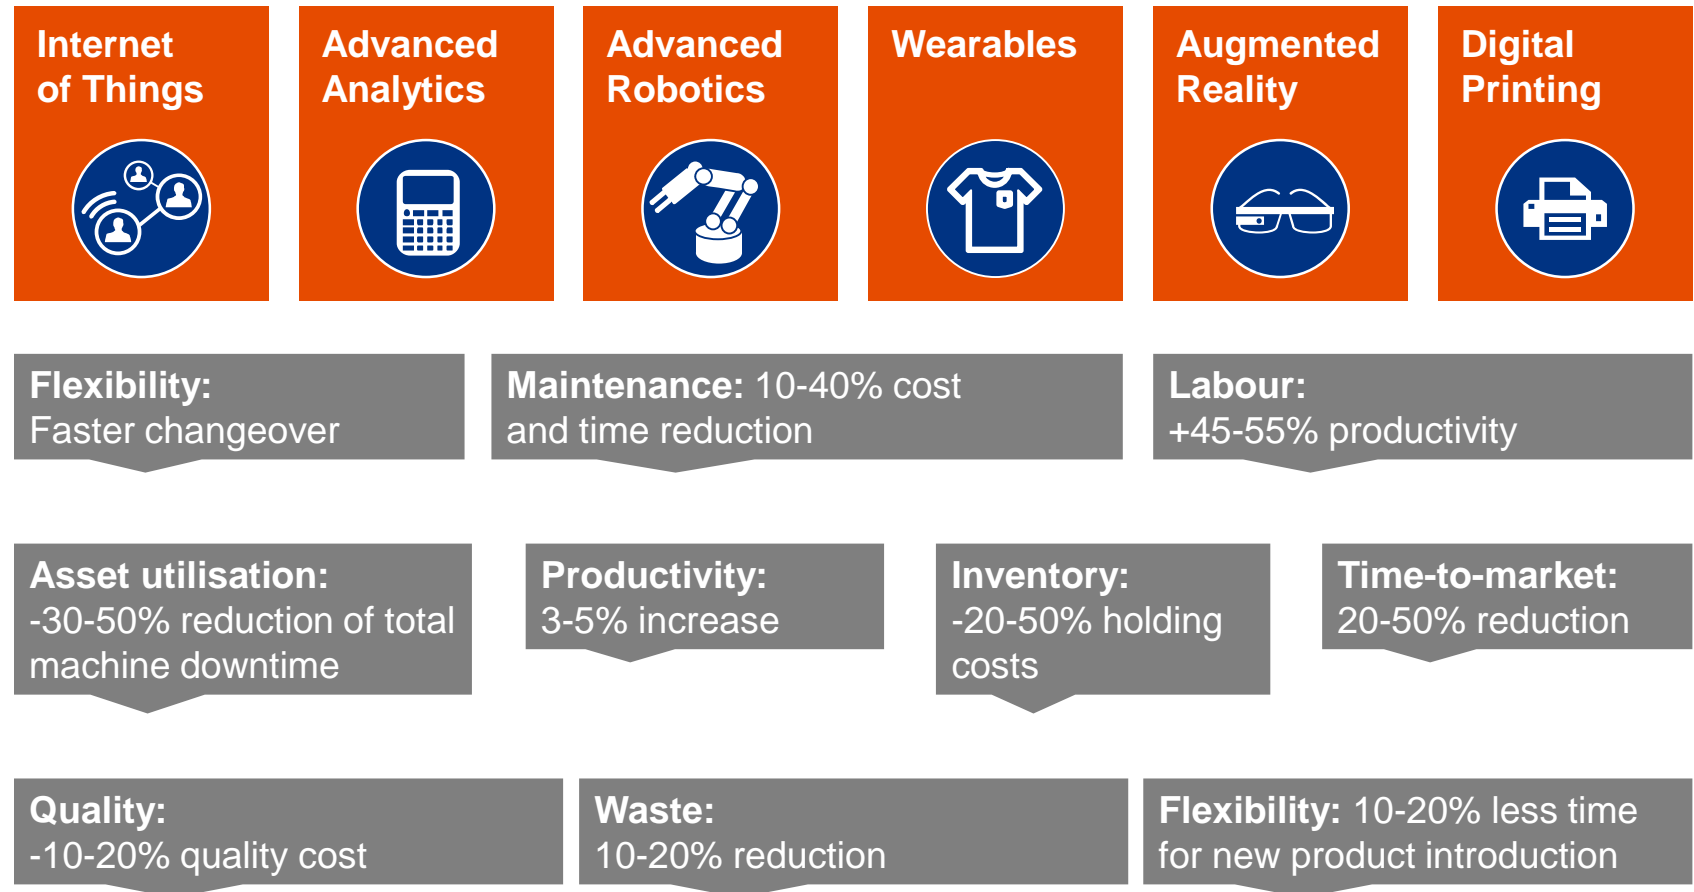 Internet
of Things
Advanced
Analytics
Advanced
Robotics
Wearables
Augmented
Reality
Digital
Printing
Flexibility:
Faster changeover
Maintenance: 10-40% cost
and time reduction
Labour:
+45-55% productivity
Asset utilisation:
-30-50% reduction of total
machine downtime
Productivity:
3-5% increase
Inventory:
-20-50% holding
costs
Time-to-market:
20-50% reduction
Quality:
-10-20% quality cost
Waste:
10-20% reduction
Flexibility: 10-20% less time
for new product introduction